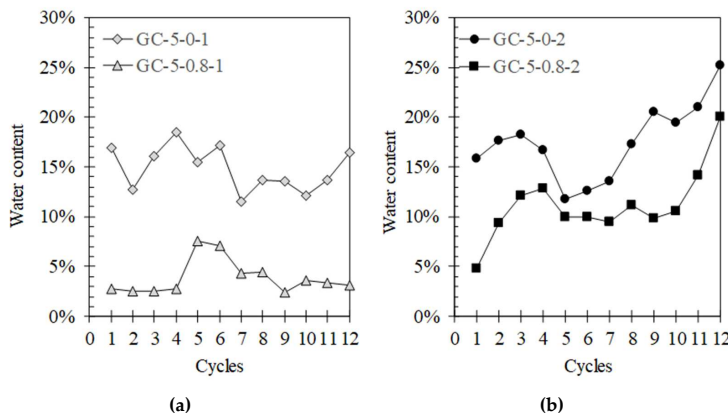 30%
25%
20%
15%
10%
5%
0%
Water content
GC-5-0-1
GC-5-0.8-1
0 1 2 3 4 5 6 7 8 9 10 11 12
Cycles
(a)
30%
25%
20%
15%
10%
5%
0%
Water content
GC-5-0-2
GC-5-0.8-2
0 1 2 3 4 5 6 7 8 9 10 11 12
Cycles
(b)